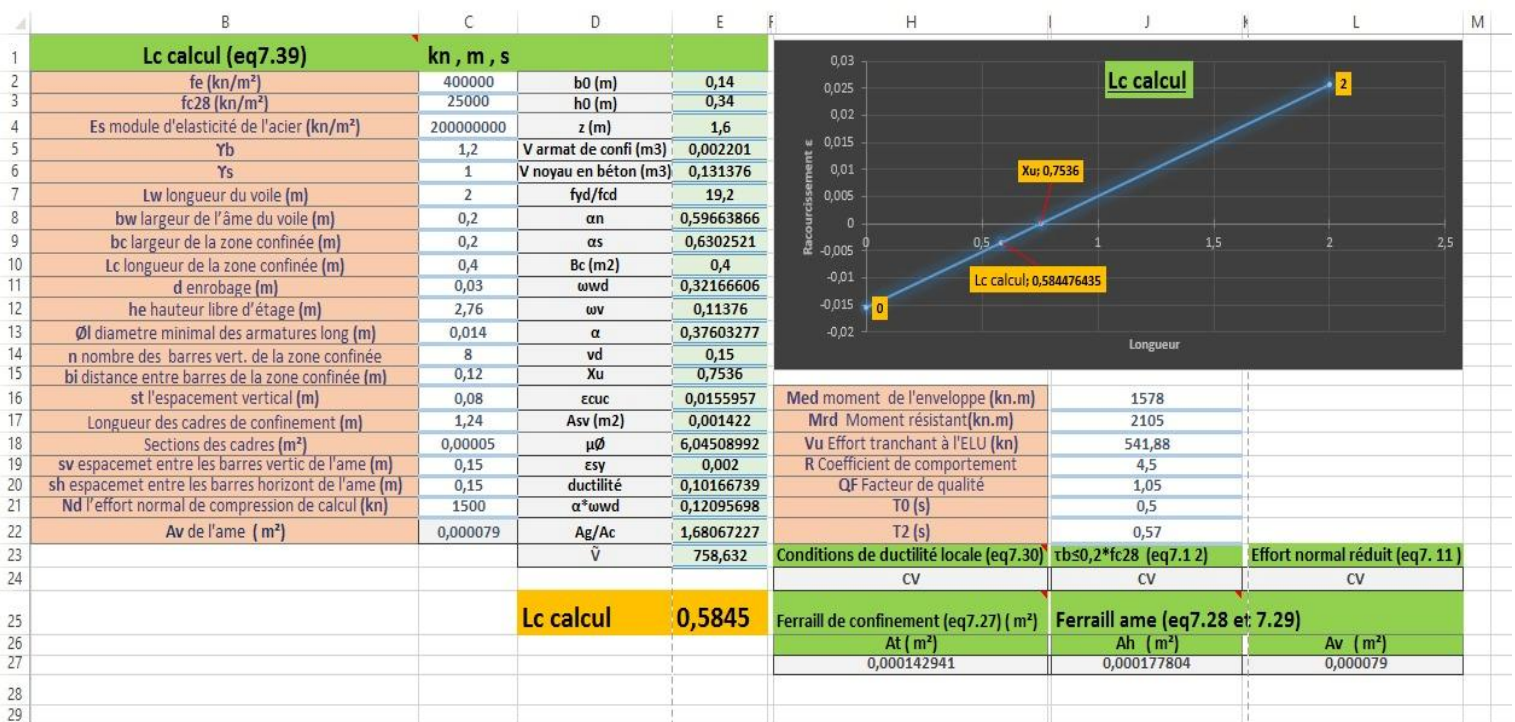 B C D E F H I J K L M
1 Lc calcul (eq7.39) kn , m , s
2 fe (kn/m²) 400000 b0 (m) 0,14
3 fc28 (kn/m²) 25000 h0 (m) 0,34
4 Es module d'elasticité de l'acier (kn/m²) 200000000 z (m) 1,6
5 ϒb 1,2 V armat de confi (m3) 0,002201
6 ϒs 1 V noyau en béton (m3) 0,131376
7 Lw longueur du voile (m) 2 fyd/fcd 19,2
8 bw largeur de l'âme du voile (m) 0,2 αn 0,59663866
9 bc largeur de la zone confinée (m) 0,2 αs 0,6302521
10 Lc longueur de la zone confinée (m) 0,4 Bc (m2) 0,4
11 d enrobage (m) 0,03 ωwd 0,32166606
12 he hauteur libre d'étage (m) 2,76 ωv 0,11376
13 Øl diametre minimal des armatures long (m) 0,014 α 0,37603277
14 n nombre des barres vert. de la zone confinée 8 vd 0,15
15 bi distance entre barres de la zone confinée (m) 0,12 Xu 0,7536
16 st l'espacement vertical (m) 0,08 εcuc 0,0155957
17 Longueur des cadres de confinement (m) 1,24 Asv (m2) 0,001422
18 Sections des cadres (m²) 0,00005 μØ 6,04508992
19 sv espacemet entre les barres vertic de l'ame (m) 0,15 εsy 0,002
20 sh espacemet entre les barres horizont de l'ame (m) 0,15 ductilité 0,10166739
21 Nd l'effort normal de compression de calcul (kn) 1500 α*ωwd 0,12095698
22 Av de l'ame ( m²) 0,000079 Ag/Ac 1,68067227
23 Ṽ 758,632
24
25 Lc calcul 0,5845
26
27
28
29
Lc calcul
0,03
0,025
0,02
0,015
0,01
0,005
0
-0,005
-0,01
-0,015
-0,02
Racourcissement ε
0 0,5 1 1,5 2 2,5
Longueur
2
Xu; 0,7536
Lc calcul; 0,584476435
0
Med moment de l'enveloppe (kn.m) 1578
Mrd Moment résistant(kn.m) 2105
Vu Effort tranchant à l'ELU (kn) 541,88
R Coefficient de comportement 4,5
QF Facteur de qualité 1,05
T0 (s) 0,5
T2 (s) 0,57
Conditions de ductilité locale (eq7.30) τb≤0,2*fc28 (eq7.1 2) Effort normal réduit (eq7. 11 )
CV CV CV
Ferraill de confinement (eq7.27) ( m²) Ferraill ame (eq7.28 et 7.29)
At ( m²) Ah ( m²) Av ( m²)
0,000142941 0,000177804 0,000079